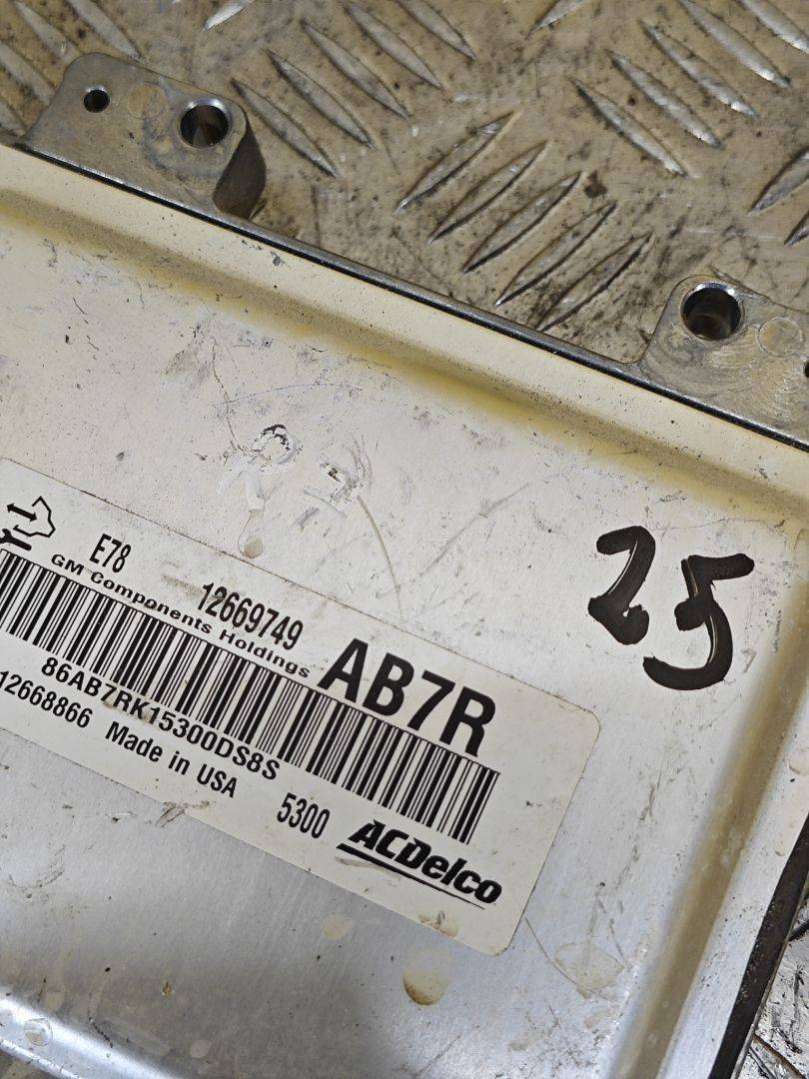 E78 12669749
GM Components Holdings
AB7R
86AB7RK15300DS8S
12668866 Made in USA 5300
ACDelco
25